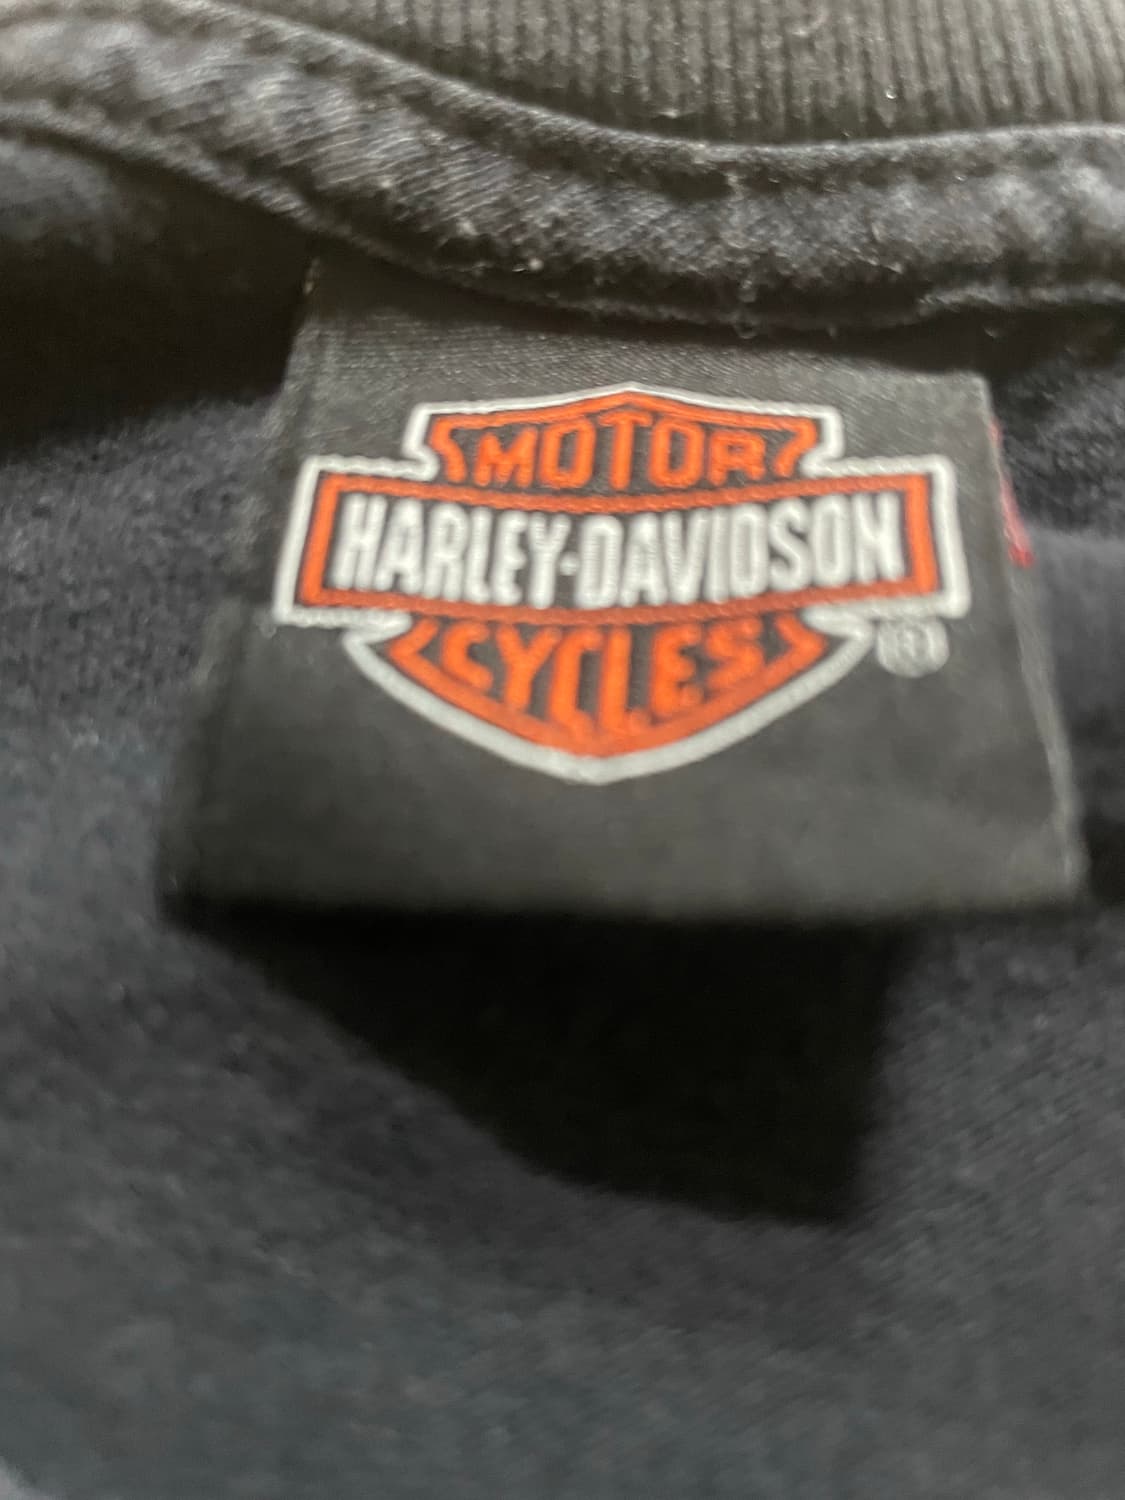 MOTOR
HARLEY-DAVIDSON
CYCLES
®